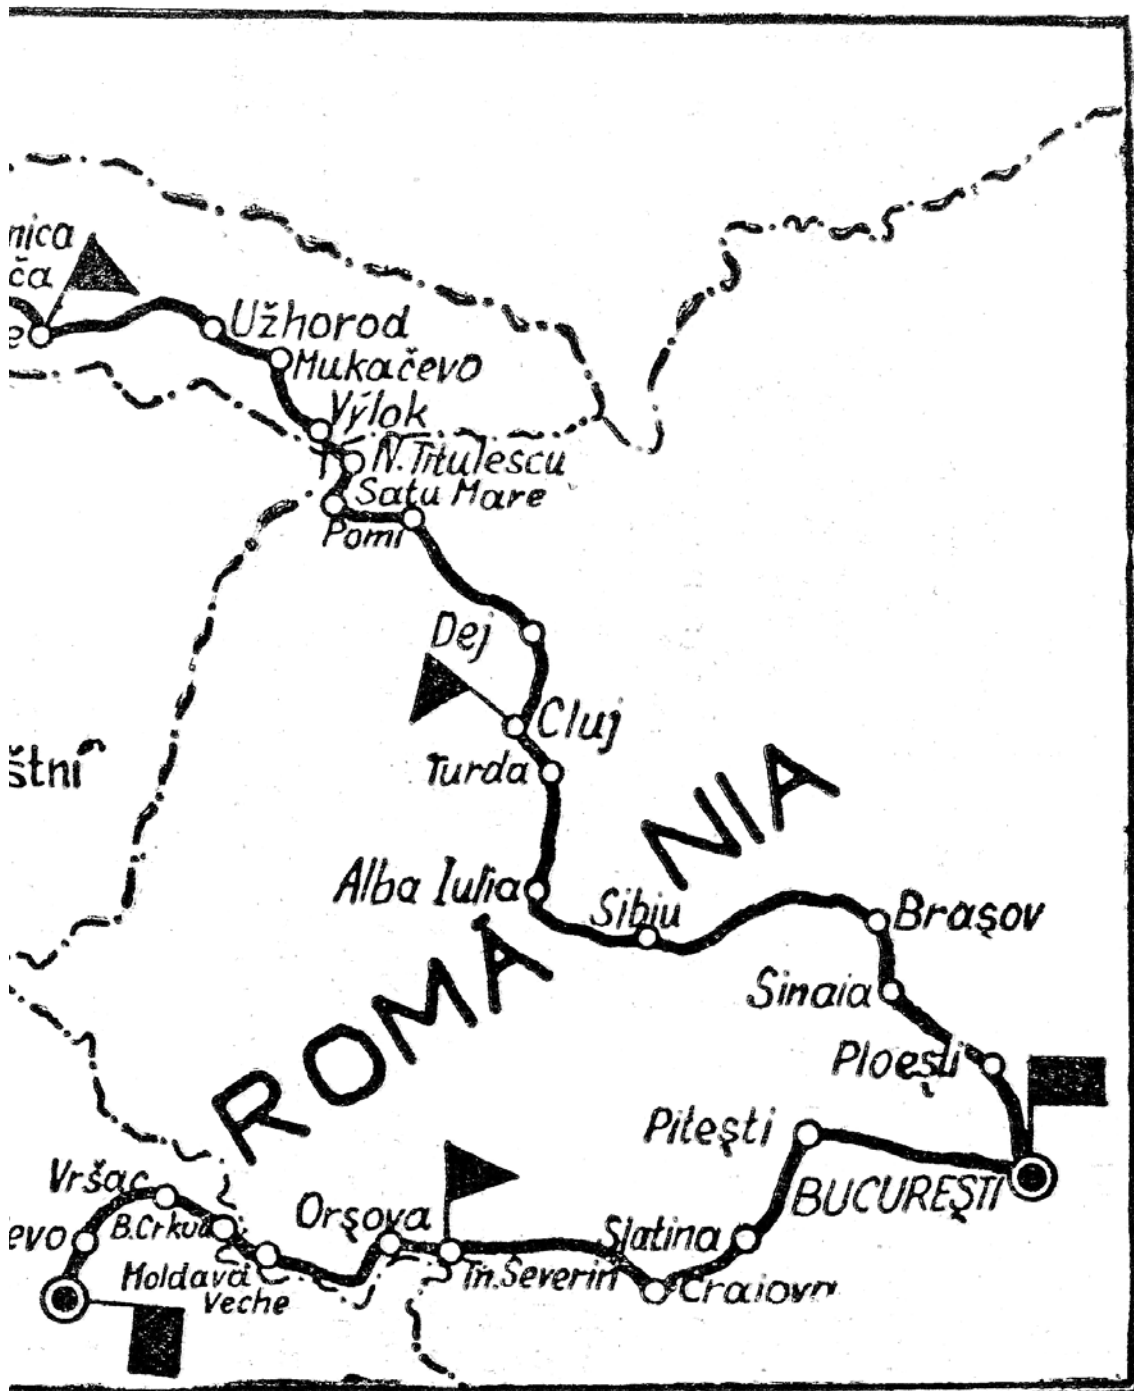 nica
ča
e
Užhorod
Mukačevo
Výlok
N. Titulescu
Satu Mare
Pomi
Dej
Cluj
Turda
štní
ROMÂNIA
Alba Iulia
Sibiu
Braşov
Sinaia
Ploeşti
Piteşti
BUCUREŞTI
Vršac
evo
B. Crkva
Orşova
Slatina
Moldava
Veche
Tn. Severin
Craiova